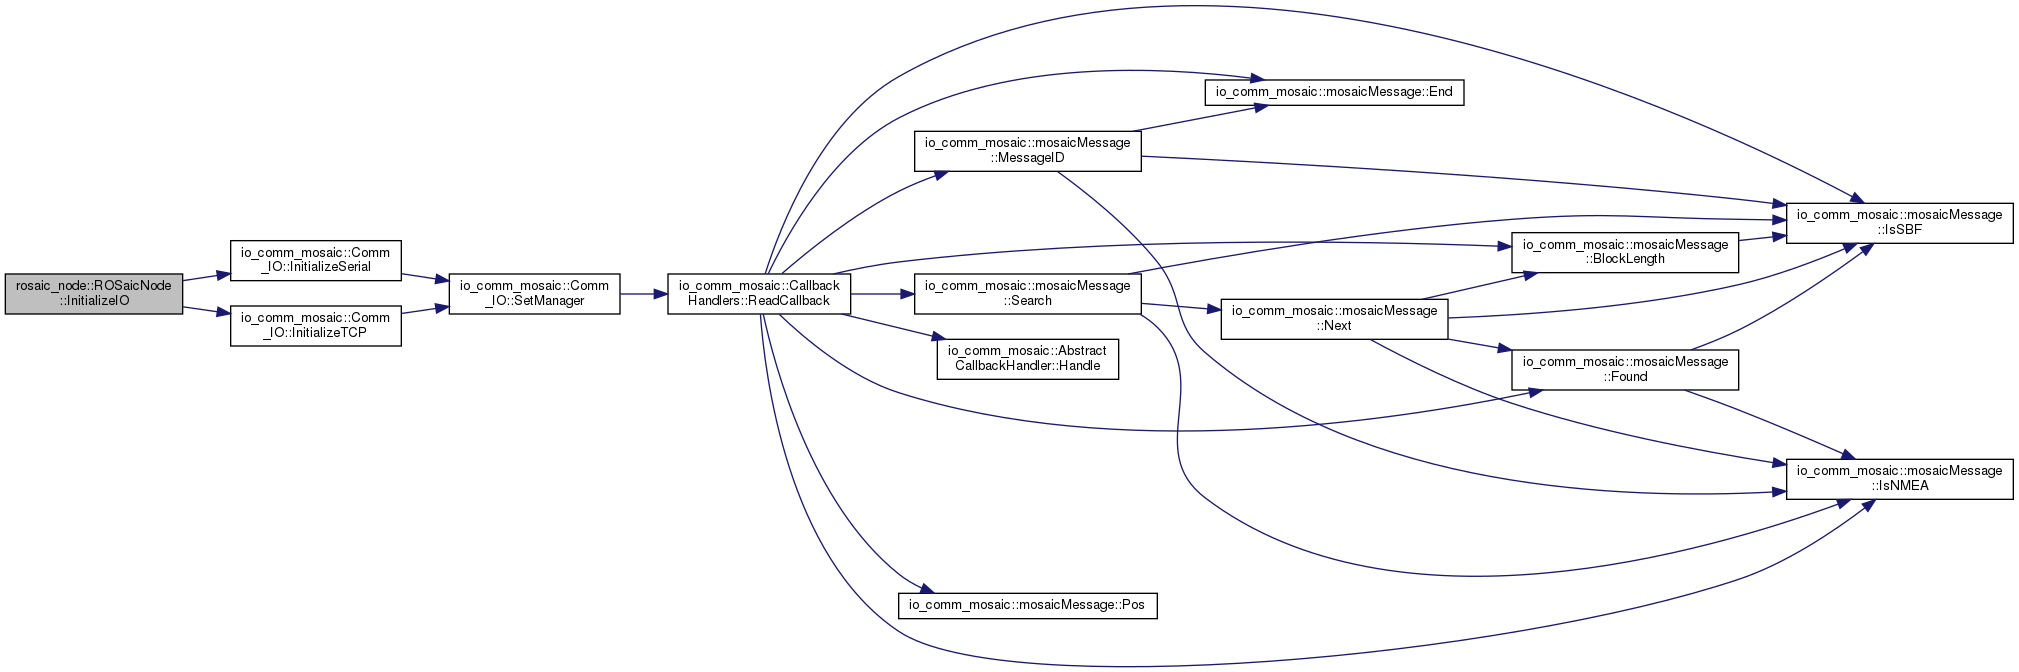 rosaic_node::ROSaicNode
::InitializeIO
io_comm_mosaic::Comm
_IO::InitializeSerial
io_comm_mosaic::Comm
_IO::InitializeTCP
io_comm_mosaic::Comm
_IO::SetManager
io_comm_mosaic::Callback
Handlers::ReadCallback
io_comm_mosaic::mosaicMessage
::MessageID
io_comm_mosaic::mosaicMessage
::Search
io_comm_mosaic::Abstract
CallbackHandler::Handle
io_comm_mosaic::mosaicMessage::Pos
io_comm_mosaic::mosaicMessage::End
io_comm_mosaic::mosaicMessage
::Next
io_comm_mosaic::mosaicMessage
::BlockLength
io_comm_mosaic::mosaicMessage
::Found
io_comm_mosaic::mosaicMessage
::IsSBF
io_comm_mosaic::mosaicMessage
::IsNMEA